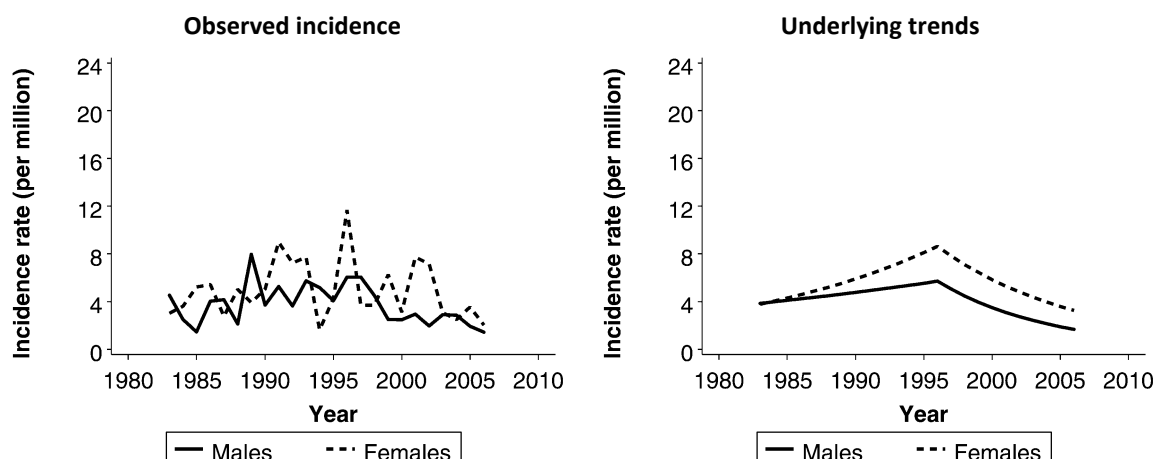 Observed incidence
Incidence rate (per million)
24
20
16
12
8
4
0
1980 1985 1990 1995 2000 2005 2010
Year
Males Females
Underlying trends
Incidence rate (per million)
24
20
16
12
8
4
0
1980 1985 1990 1995 2000 2005 2010
Year
Males Females